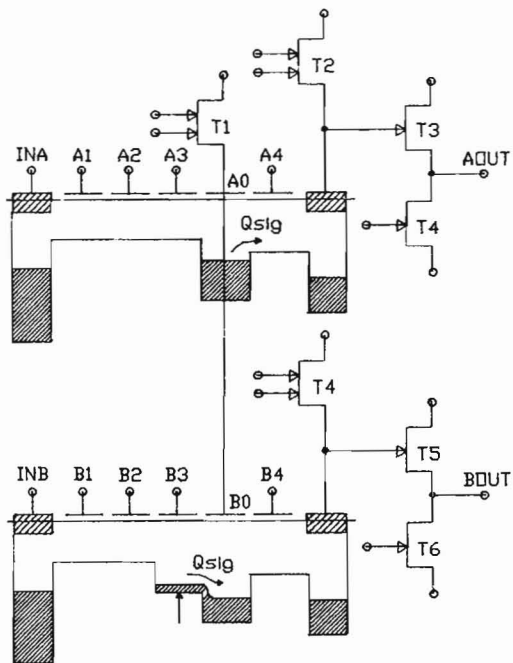 T2
T1
T3
INA A1 A2 A3 A0 A4
AOUT
T4
Qsig
T4
T5
INB B1 B2 B3 B0 B4
BOUT
Qsig
T6